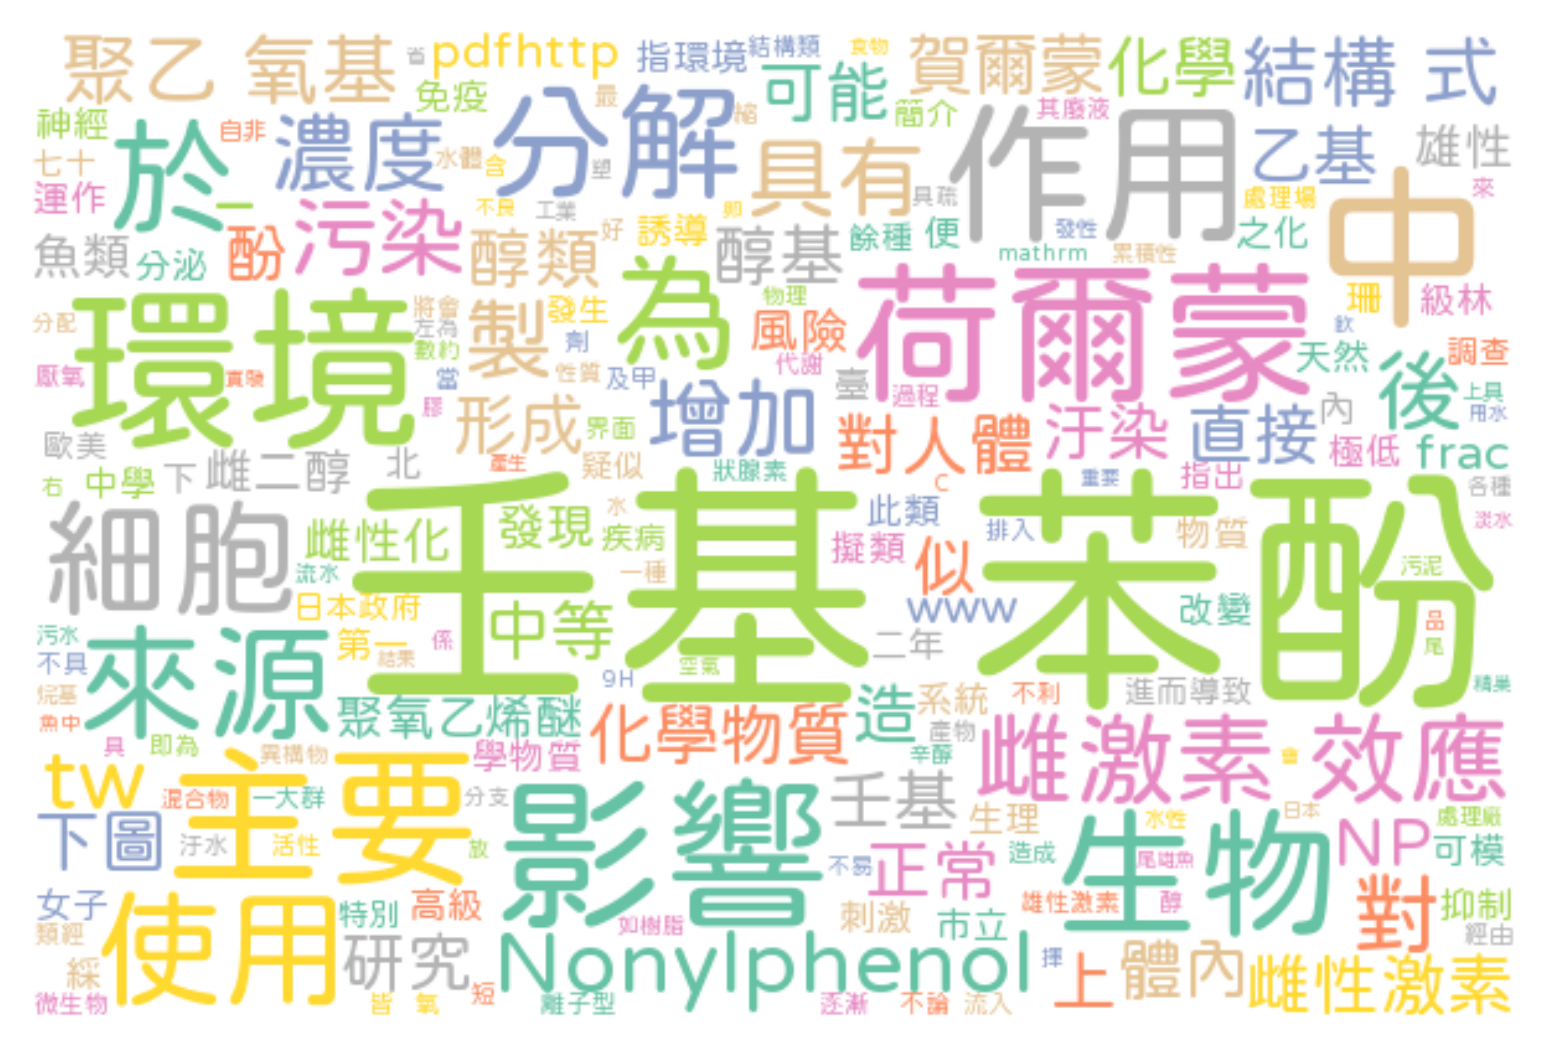 聚乙 氧基
省
pdfhttp
指環境
結構類
食物
賀爾蒙
化學
結構 式
免疫
最
可能
簡介
其廢液
神經
自非
濃度
分解
縮
作用
乙基
雄性
七十
於
水體
含
塑
具有
具疏
處理場
來
運作
一
污染
不良
工業
卵
發性
之化
中
魚類
分泌
酚
醇類
好
誘導
醇基
餘種
便
mathrm
累積性
環境
將會
製
發生
為
物理
風險
荷爾蒙
珊
級林
分配
左為
數約
劑
代謝
天然
欽
調查
厭氧
實驗
當
性質
及甲
臺
過程
後
上具
膠
形成
界面
增加
對人體
汙染
直接
內
用水
歐美
雌二醇
北
產生
疑似
狀腺素
C
重要
指出
極低
frac
右
中學
下
各種
細胞
雌性化
壬基苯酚
發現
水
疾病
此類
排入
物質
淡水
流水
一種
擬類
似
污泥
日本政府
中等
www
改變
品
污水
來源
第一
係
二年
尾
不具
結果
空氣
9H
烷基
聚氧乙烯醚
造
系統
不利
進而導致
精巢
魚中
具
即為
異構物
學物質
化學物質
產物
辛醇
雌激素
會
效應
tw
混合物
一大群
主要
分支
影響
壬基
生理
生物
水性
日本
NP
處理廠
下圖
汙水
活性
放
不易
正常
造成
尾斑魚
可模
女子
使用
特別
高級
如樹脂
刺激
市立
雄性激素
醇
對
抑制
類經
研究
Nonylphenol
揮
上
體內
經由
綵
雌性激素
微生物
皆
氧
短
離子型
逐漸
不論
流入